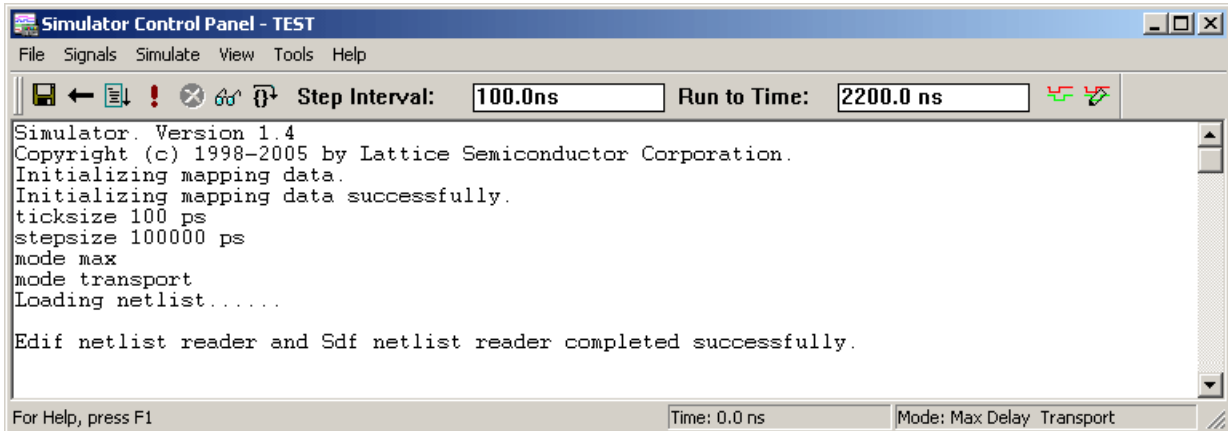 Simulator Control Panel - TEST
File Signals Simulate View Tools Help
Step Interval: 100.0ns Run to Time: 2200.0 ns
Simulator. Version 1.4
Copyright (c) 1998-2005 by Lattice Semiconductor Corporation.
Initializing mapping data.
Initializing mapping data successfully.
ticksize 100 ps
stepsize 100000 ps
mode max
mode transport
Loading netlist......
Edif netlist reader and Sdf netlist reader completed successfully.
For Help, press F1 Time: 0.0 ns Mode: Max Delay Transport